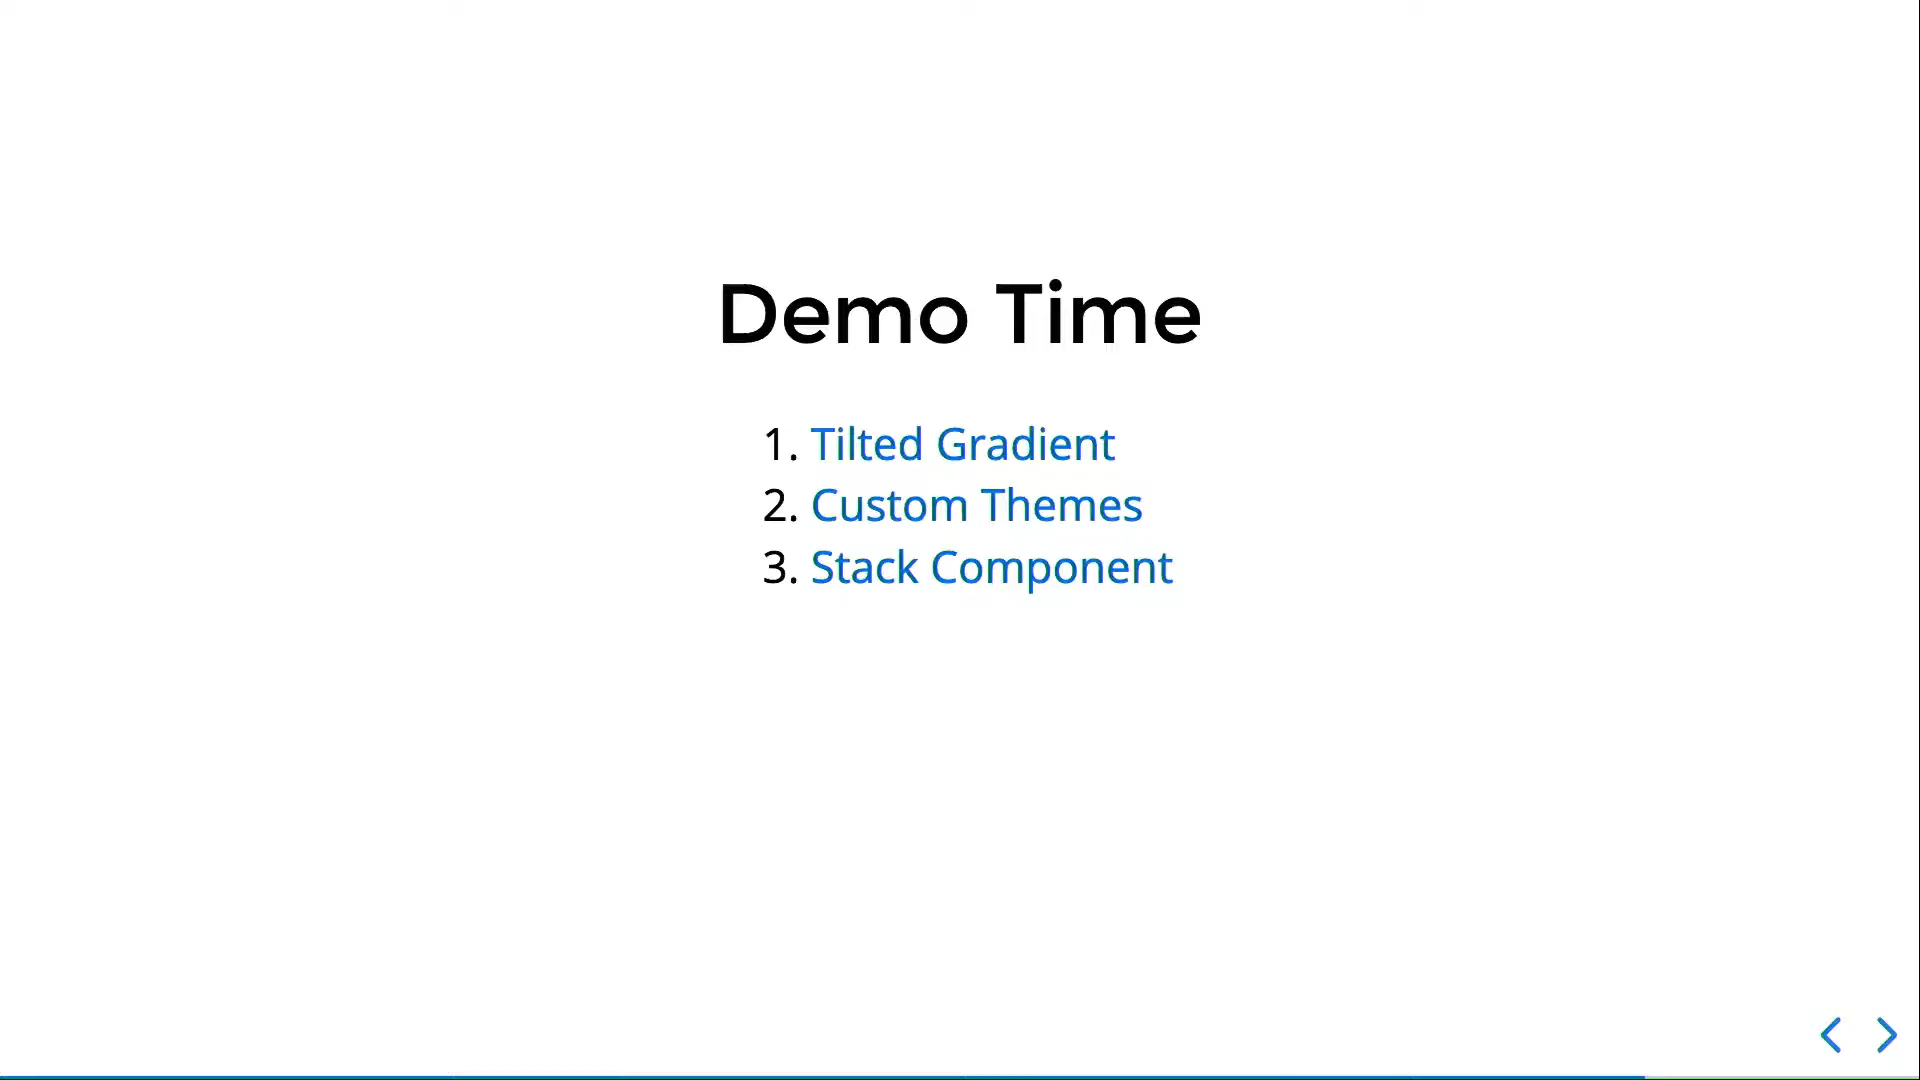 Demo Time
1. Tilted Gradient
2. Custom Themes
3. Stack Component